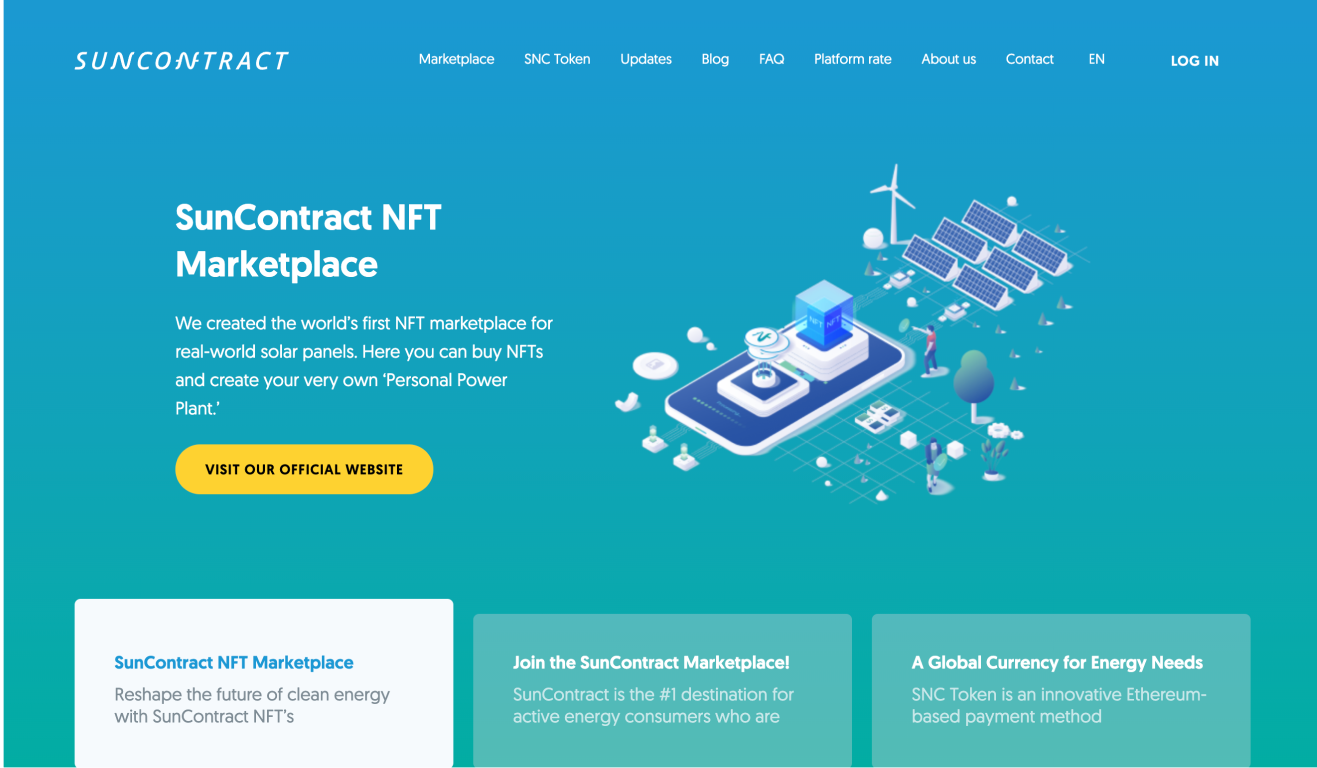 SUNCONTRACT
Marketplace SNC Token Updates Blog FAQ Platform rate About us Contact EN LOG IN
SunContract NFT
Marketplace
We created the world's first NFT marketplace for
real-world solar panels. Here you can buy NFTs
and create your very own ‘Personal Power
Plant.’
VISIT OUR OFFICIAL WEBSITE
NFT NFT
SunContract NFT Marketplace
Reshape the future of clean energy
with SunContract NFT's
Join the SunContract Marketplace!
SunContract is the #1 destination for
active energy consumers who are
A Global Currency for Energy Needs
SNC Token is an innovative Ethereum-
based payment method